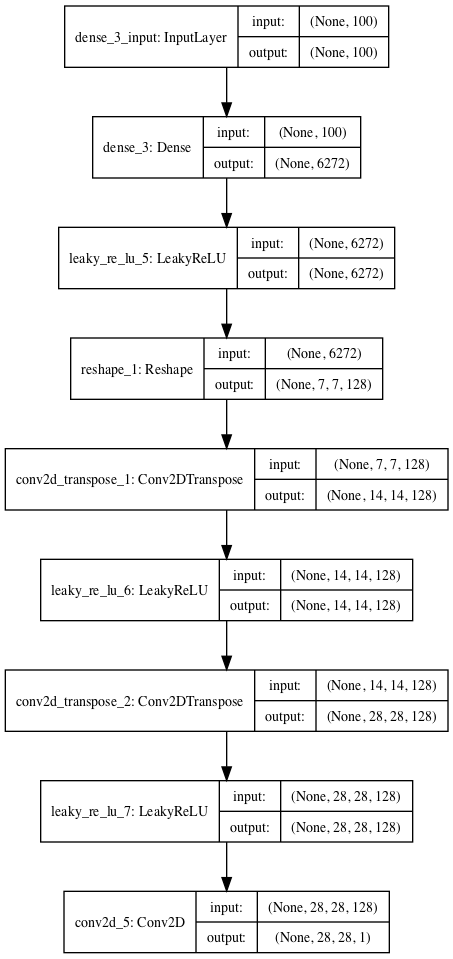 dense_3_input: InputLayer
input:
(None, 100)
output:
(None, 100)
dense_3: Dense
input:
(None, 100)
output:
(None, 6272)
leaky_re_lu_5: LeakyReLU
input:
(None, 6272)
output:
(None, 6272)
reshape_1: Reshape
input:
(None, 6272)
output:
(None, 7, 7, 128)
conv2d_transpose_1: Conv2DTranspose
input:
(None, 7, 7, 128)
output:
(None, 14, 14, 128)
leaky_re_lu_6: LeakyReLU
input:
(None, 14, 14, 128)
output:
(None, 14, 14, 128)
conv2d_transpose_2: Conv2DTranspose
input:
(None, 14, 14, 128)
output:
(None, 28, 28, 128)
leaky_re_lu_7: LeakyReLU
input:
(None, 28, 28, 128)
output:
(None, 28, 28, 128)
conv2d_5: Conv2D
input:
(None, 28, 28, 128)
output:
(None, 28, 28, 1)